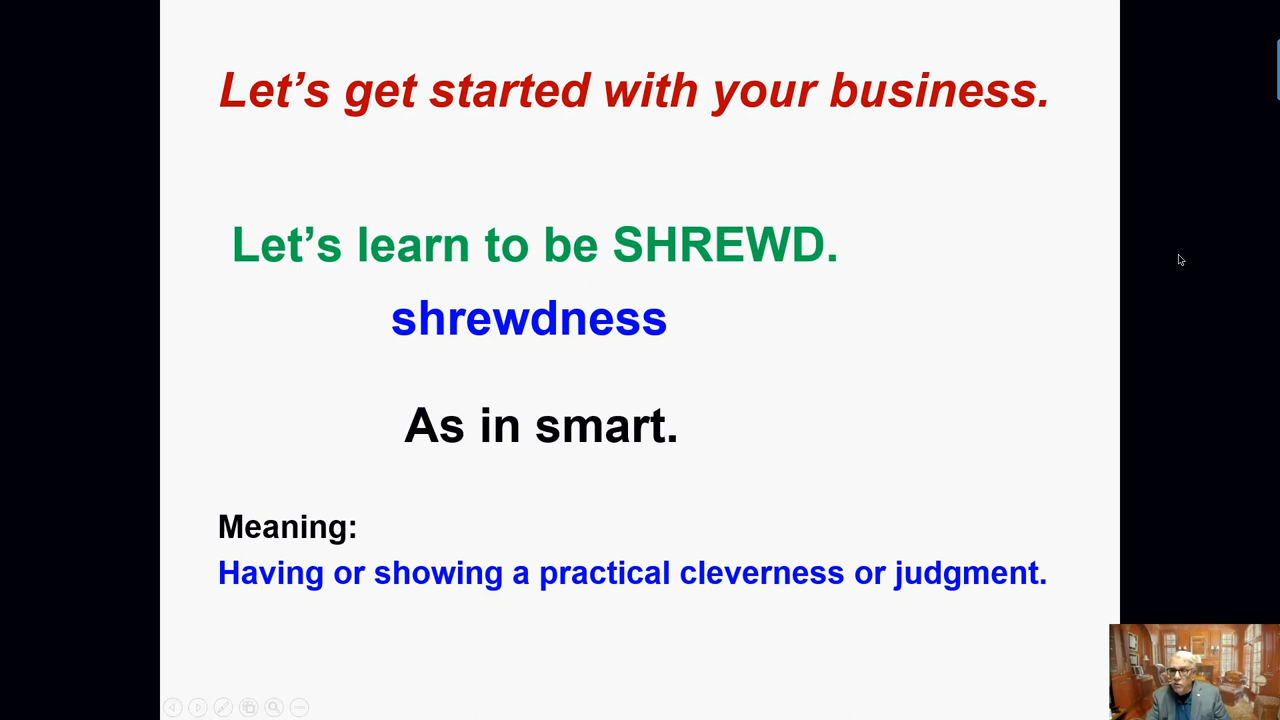 Let’s get started with your business.
Let’s learn to be SHREWD.
shrewdness
As in smart.
Meaning:
Having or showing a practical cleverness or judgment.